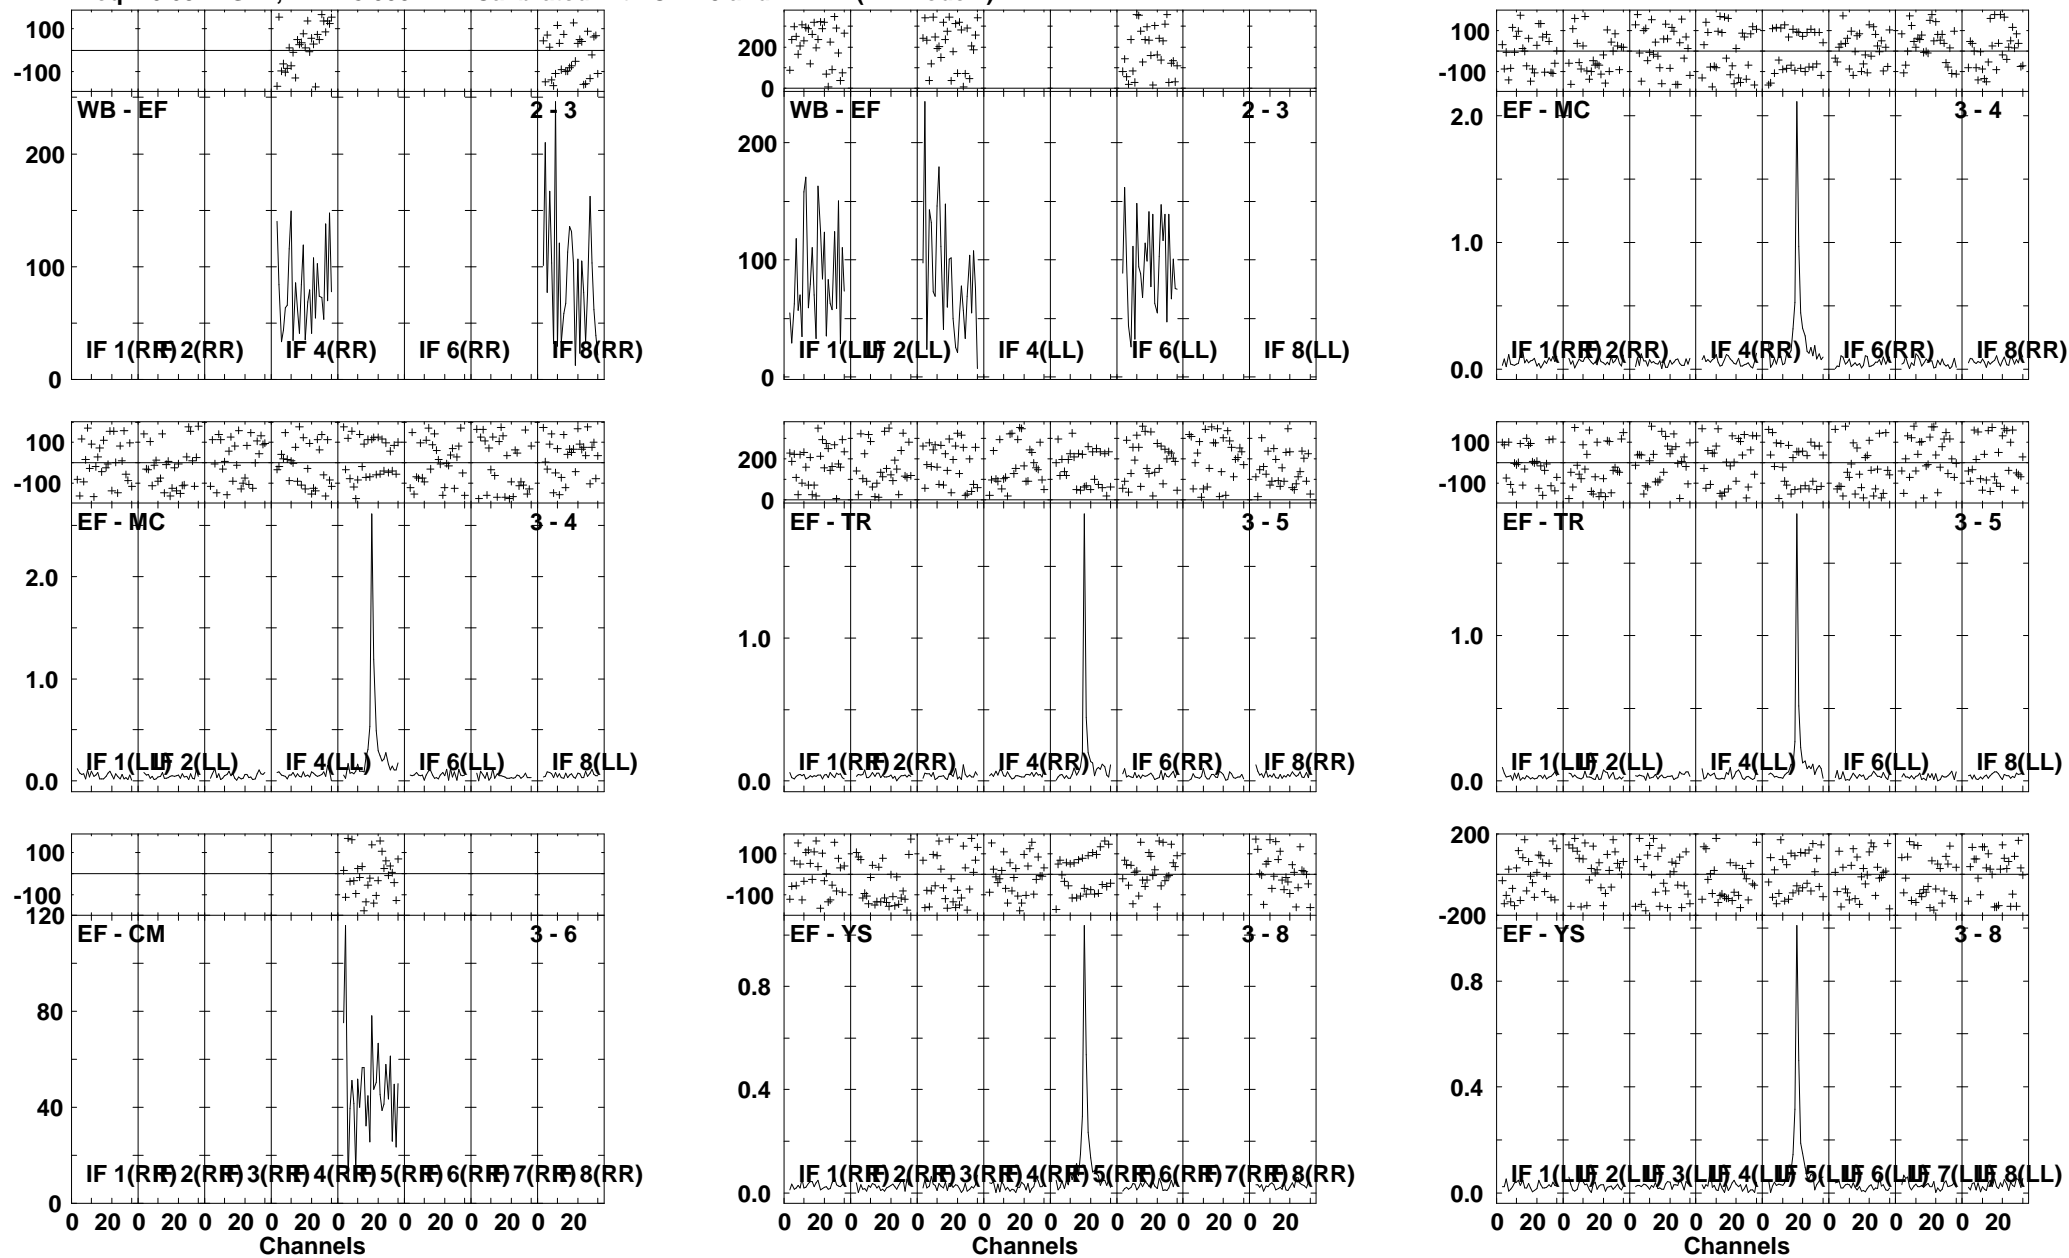 100 100
-100 200 100
0 -100
WB - EF 2 - 3 WB - EF 2 - 3 EF - MC 3 - 4
200 200 2.0
100 100 1.0
IF 1(RR) IF 2(RR) IF 4(RR) IF 6(RR) IF 8(RR) IF 1(LL) IF 2(LL) IF 4(LL) IF 6(LL) IF 8(LL) IF 1(RR) IF 2(RR) IF 4(RR) IF 6(RR) IF 8(RR)
0 0 0.0
100 200 100
-100 0 -100
EF - MC 3 - 4 EF - TR 3 - 5 EF - TR 3 - 5
2.0
1.0 1.0 1.0
IF 1(LL) IF 2(LL) IF 4(LL) IF 6(LL) IF 8(LL) IF 1(RR) IF 2(RR) IF 4(RR) IF 6(RR) IF 8(RR) IF 1(LL) IF 2(LL) IF 4(LL) IF 6(LL) IF 8(LL)
0.0 0.0 0.0
100 100 200
-100 -100 -200
120
EF - CM 3 - 6 EF - YS 3 - 8 EF - YS 3 - 8
80 0.8 0.8
40 0.4 0.4
IF 1(RR) IF 2(RR) IF 3(RR) IF 4(RR) IF 5(RR) IF 6(RR) IF 7(RR) IF 8(RR) IF 1(RR) IF 2(RR) IF 3(RR) IF 4(RR) IF 5(RR) IF 6(RR) IF 7(RR) IF 8(RR) IF 1(LL) IF 2(LL) IF 3(LL) IF 4(LL) IF 5(LL) IF 6(LL) IF 7(LL) IF 8(LL)
0 0.0 0.0
0 20 0 20 0 20 0 20 0 20 0 20 0 20 0 20 0 20 0 20 0 20 0 20 0 20 0 20 0 20 0 20 0 20 0 20 0 20 0 20 0 20 0 20 0 20 0 20
Channels Channels Channels